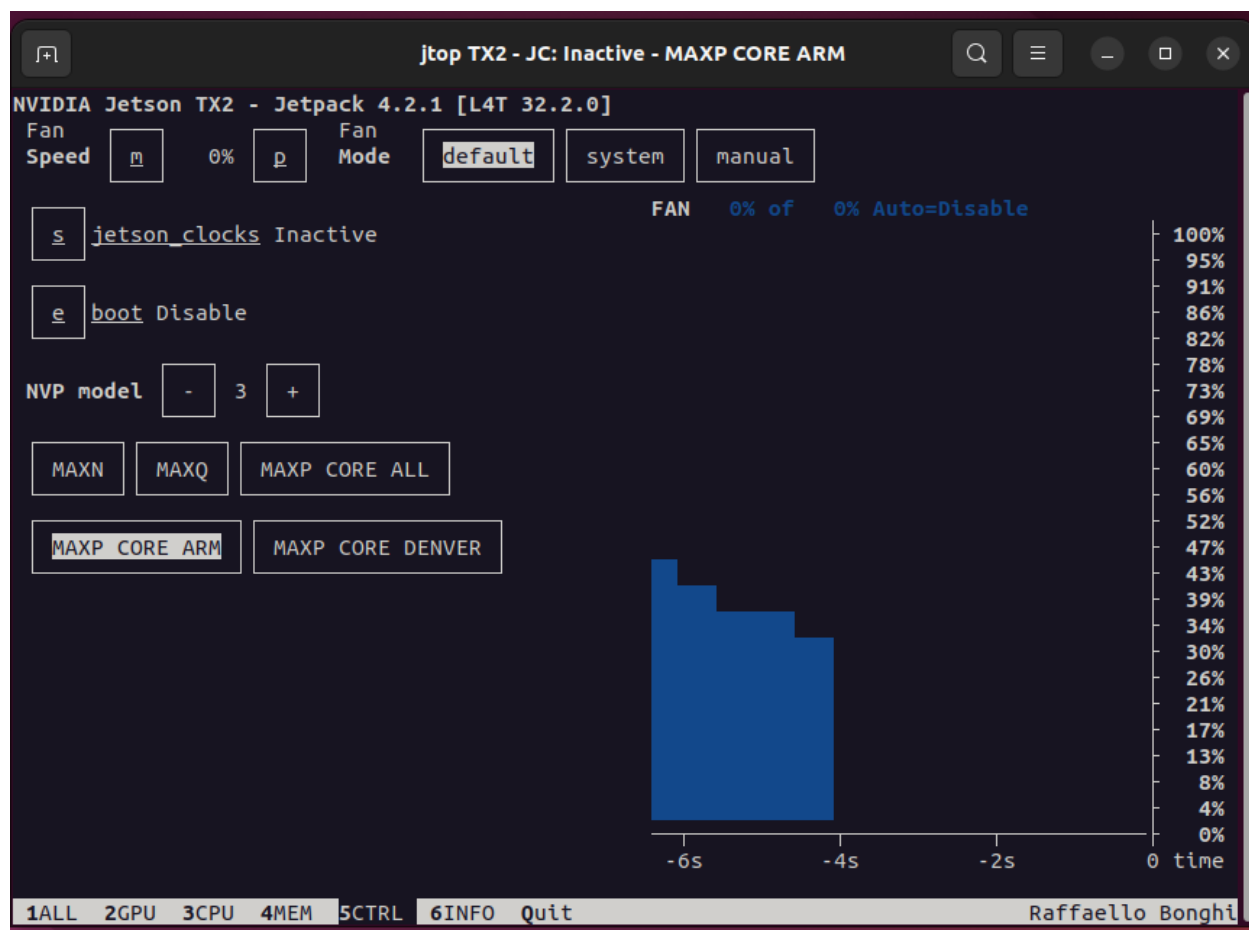 jtop TX2 - JC: Inactive - MAXP CORE ARM
NVIDIA Jetson TX2 - Jetpack 4.2.1 [L4T 32.2.0]
Fan Speed m 0% p Fan Mode default system manual
FAN 0% of 0% Auto=Disable
s jetson_clocks Inactive
e boot Disable
NVP model - 3 +
MAXN MAXQ MAXP CORE ALL
MAXP CORE ARM MAXP CORE DENVER
100%
95%
91%
86%
82%
78%
73%
69%
65%
60%
56%
52%
47%
43%
39%
34%
30%
26%
21%
17%
13%
8%
4%
0%
-6s -4s -2s 0 time
1ALL 2GPU 3CPU 4MEM 5CTRL 6INFO Quit Raffaello Bonghi